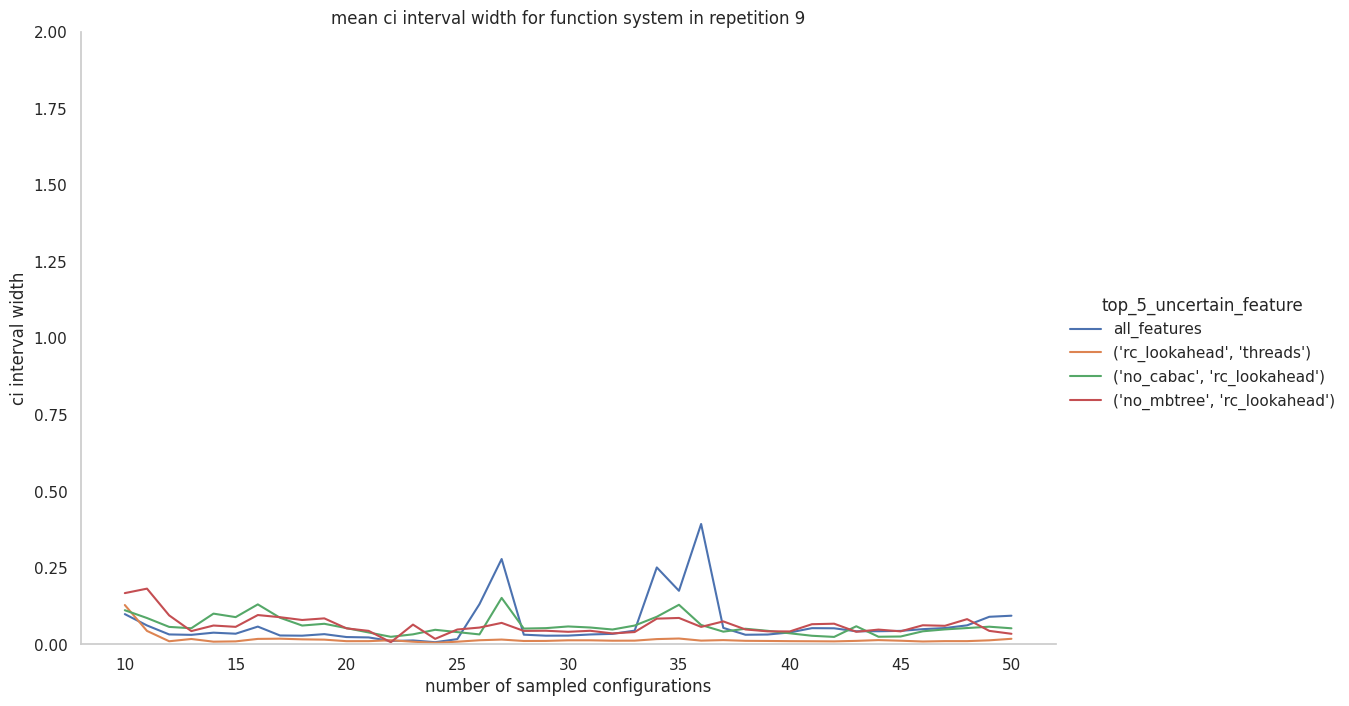 mean ci interval width for function system in repetition 9
2.00
1.75
1.50
1.25
1.00
0.75
0.50
0.25
0.00
ci interval width
10 15 20 25 30 35 40 45 50
number of sampled configurations
top_5_uncertain_feature
all_features
('rc_lookahead', 'threads')
('no_cabac', 'rc_lookahead')
('no_mbtree', 'rc_lookahead')